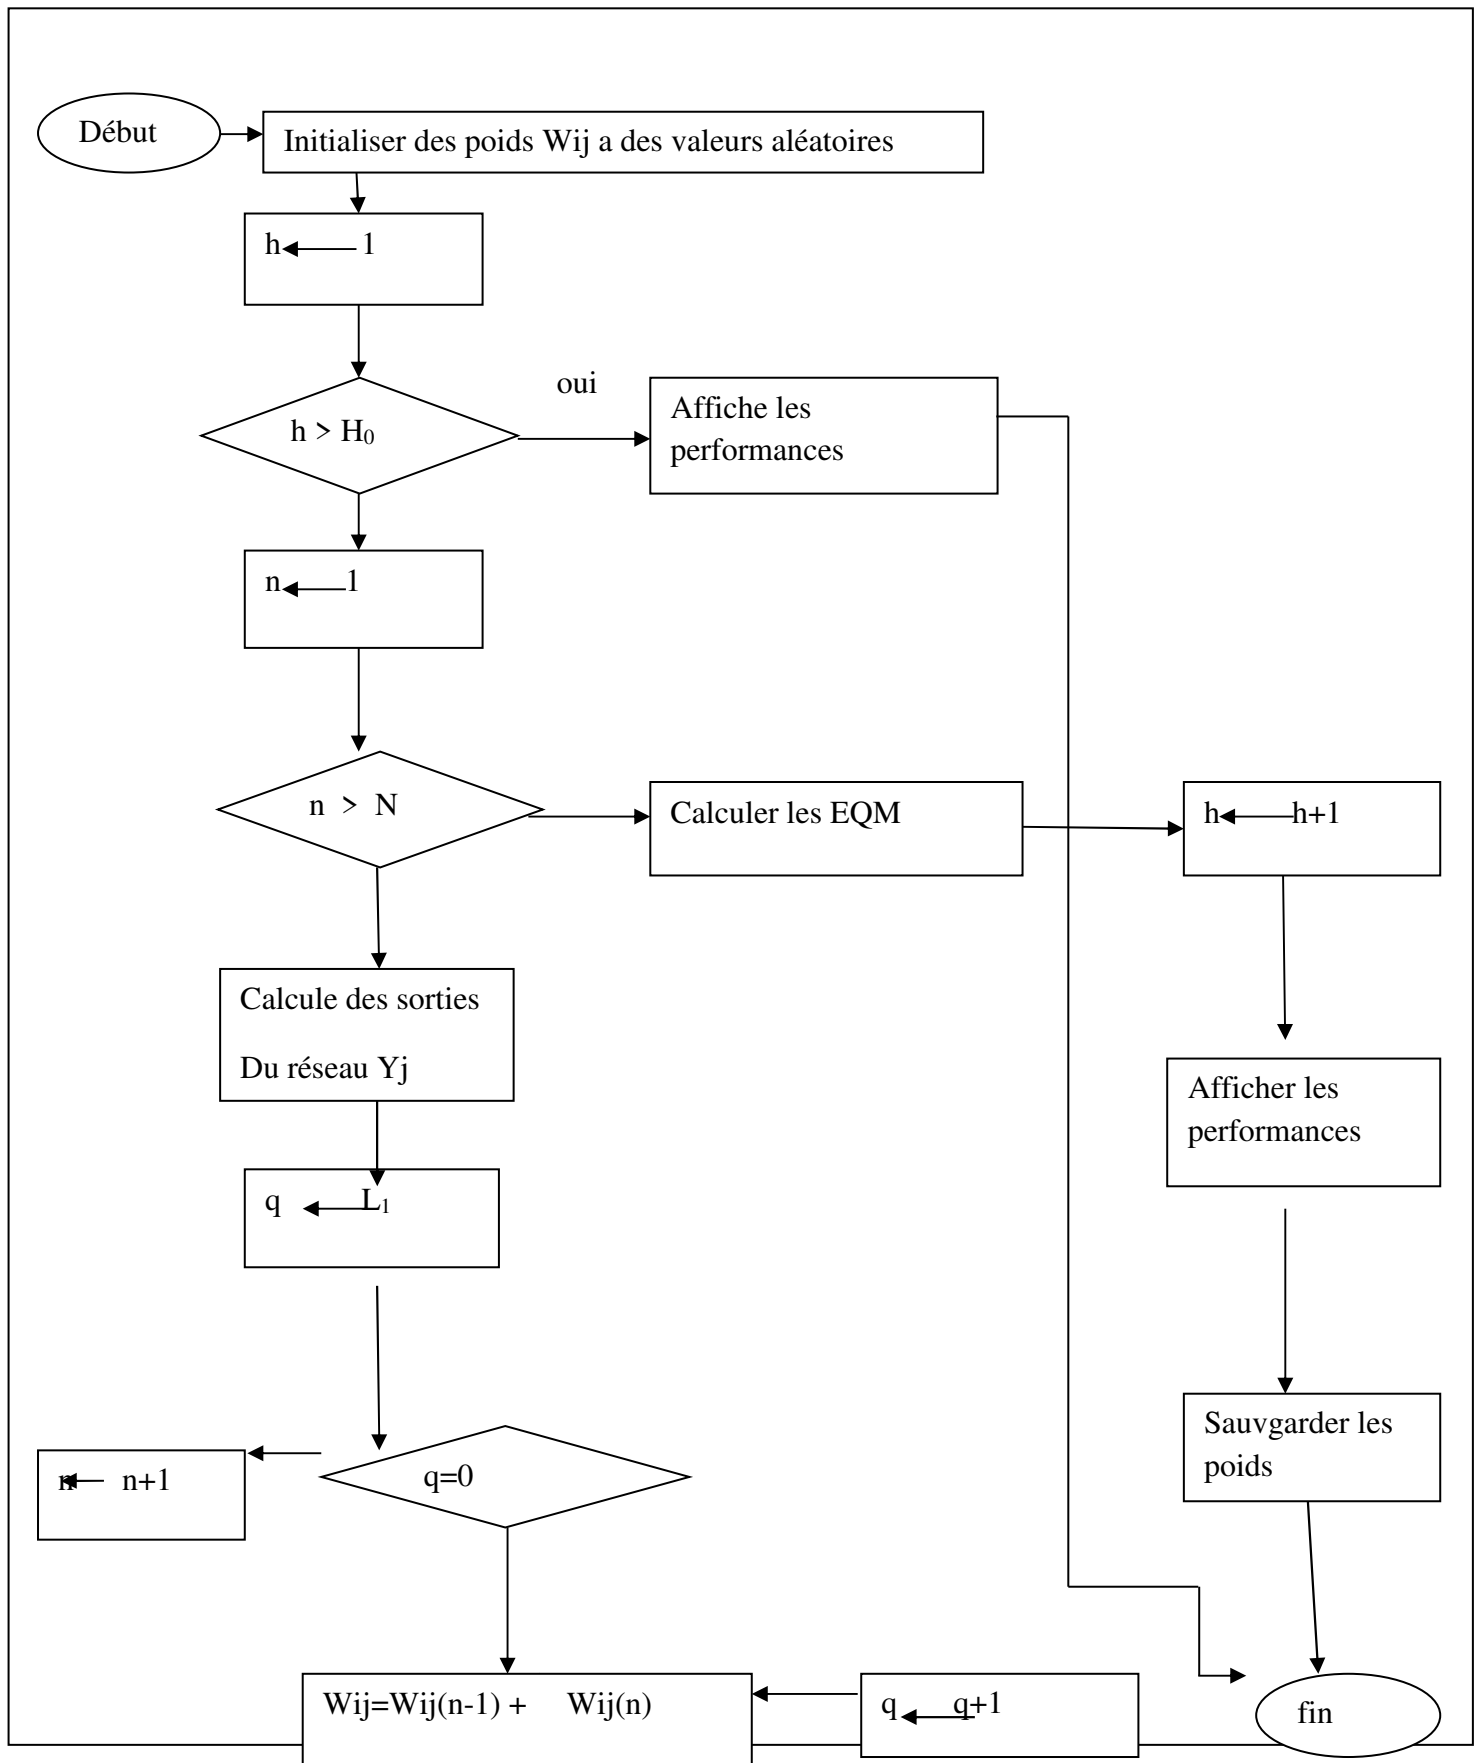 Début
Initialiser des poids Wij a des valeurs aléatoires
h 1
oui
h > H₀
Affiche les
performances
n 1
n > N
Calculer les EQM
h h+1
Calcule des sorties
Du réseau Yj
Afficher les
performances
q L₁
Sauvgarder les
poids
q=0
n n+1
Wij=Wij(n-1) + Wij(n)
q q+1
fin